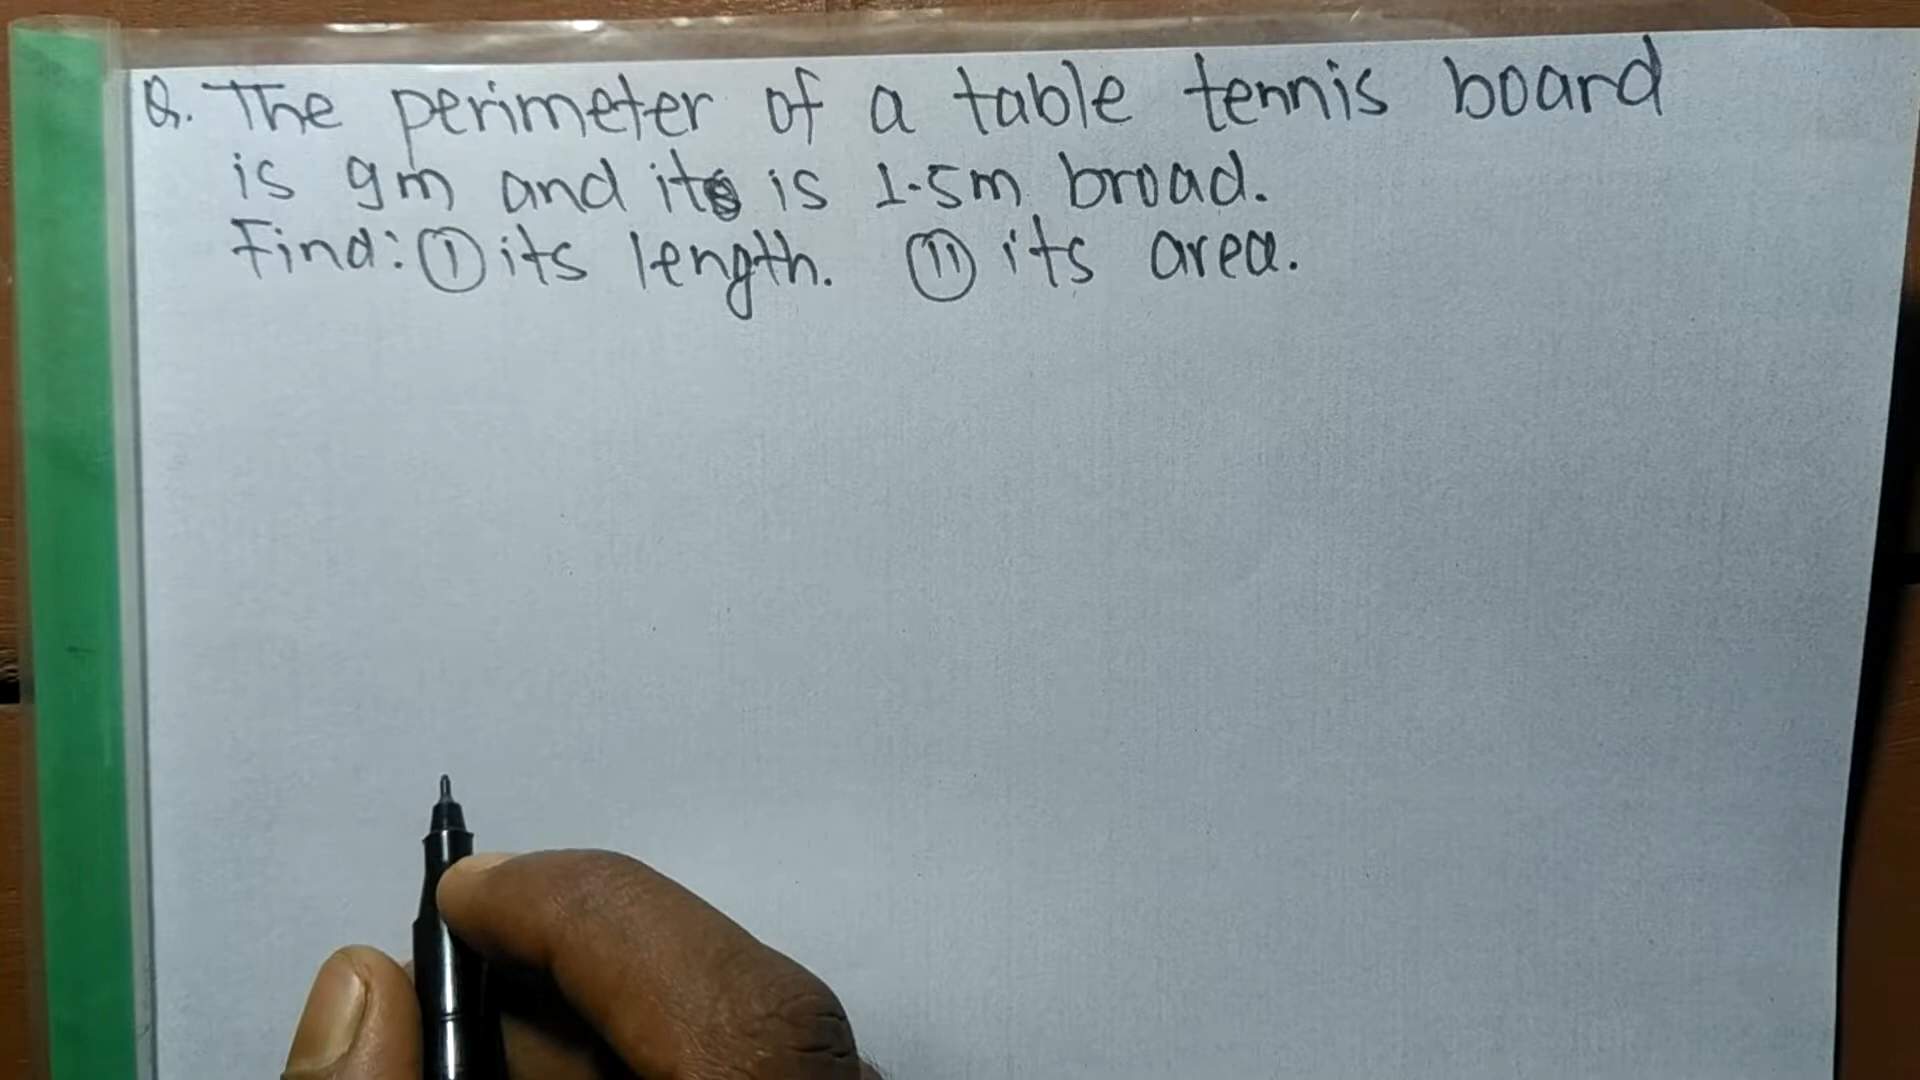 Q. The perimeter of a table tennis board
is 9m and it is 1.5m broad.
Find: (i) its length. (ii) its area.